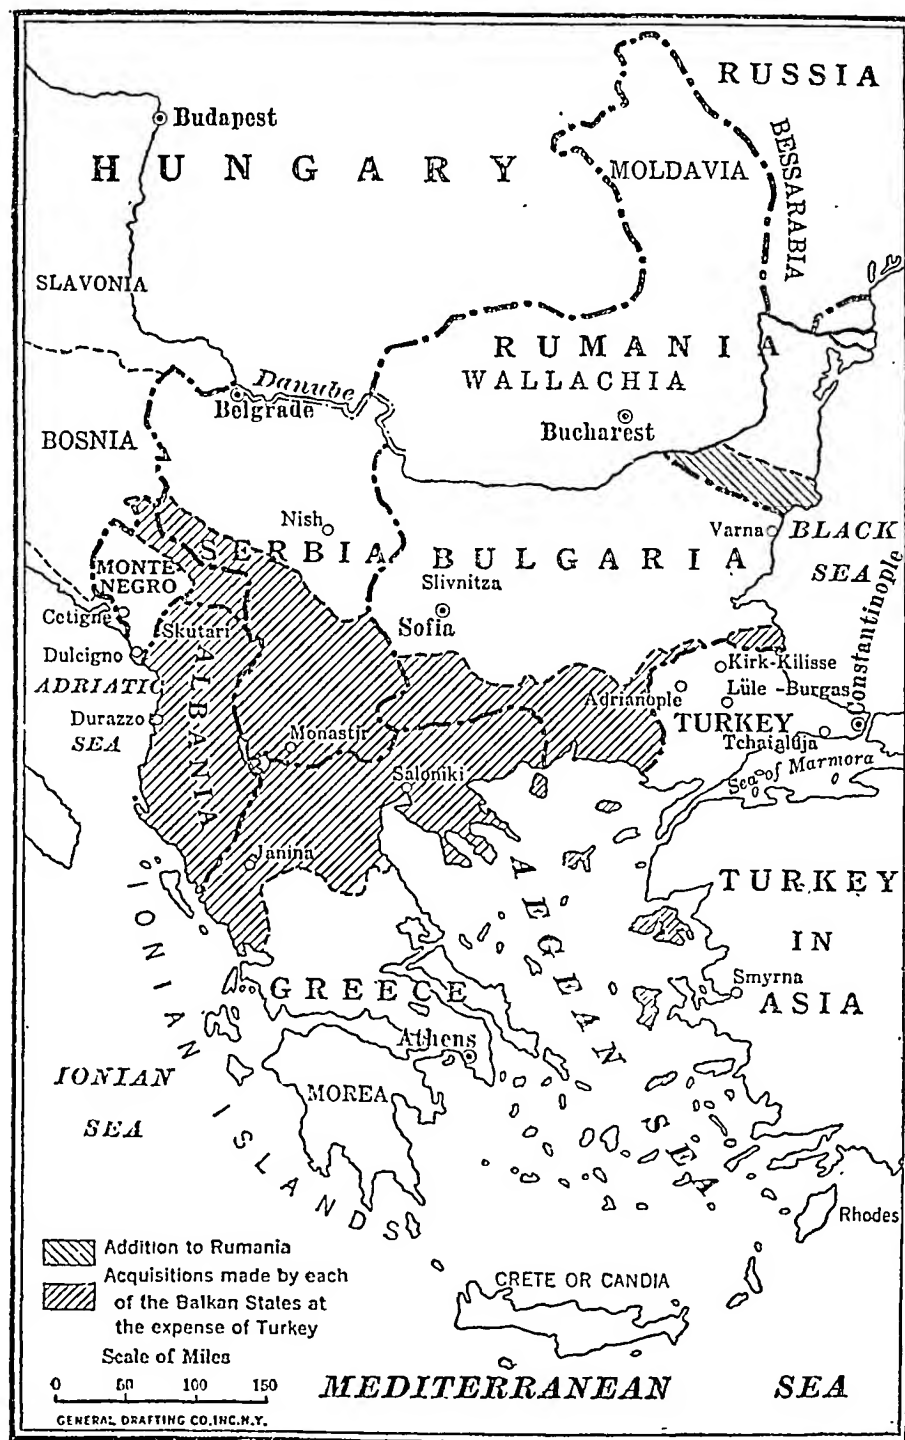 RUSSIA
Budapest
HUNGARY
MOLDAVIA
BESSARABIA
SLAVONIA
RUMANIA
WALLACHIA
Danube
Belgrade
Bucharest
BOSNIA
Nish
Varna
BLACK
SEA
SERBIA
BULGARIA
Slivnitza
Sofia
MONTE-
NEGRO
Cetigne
Skutari
Dulcigno
ADRIATIC
SEA
Durazzo
ALBANIA
Monastir
Saloniki
Janina
Kirk-Kilisse
Adrianople
Lüle-Burgas
TURKEY
Constantinople
Sea of Marmora
TURKEY
IN
ASIA
AEGEAN SEA
Smyrna
GREECE
Athens
IONIAN ISLANDS
IONIAN
SEA
MOREA
Rhodes
CRETE OR CANDIA
Addition to Rumania
Acquisitions made by each
of the Balkan States at
the expense of Turkey
Scale of Miles
0 50 100 150
GENERAL DRAFTING CO.INC.N.Y.
MEDITERRANEAN SEA